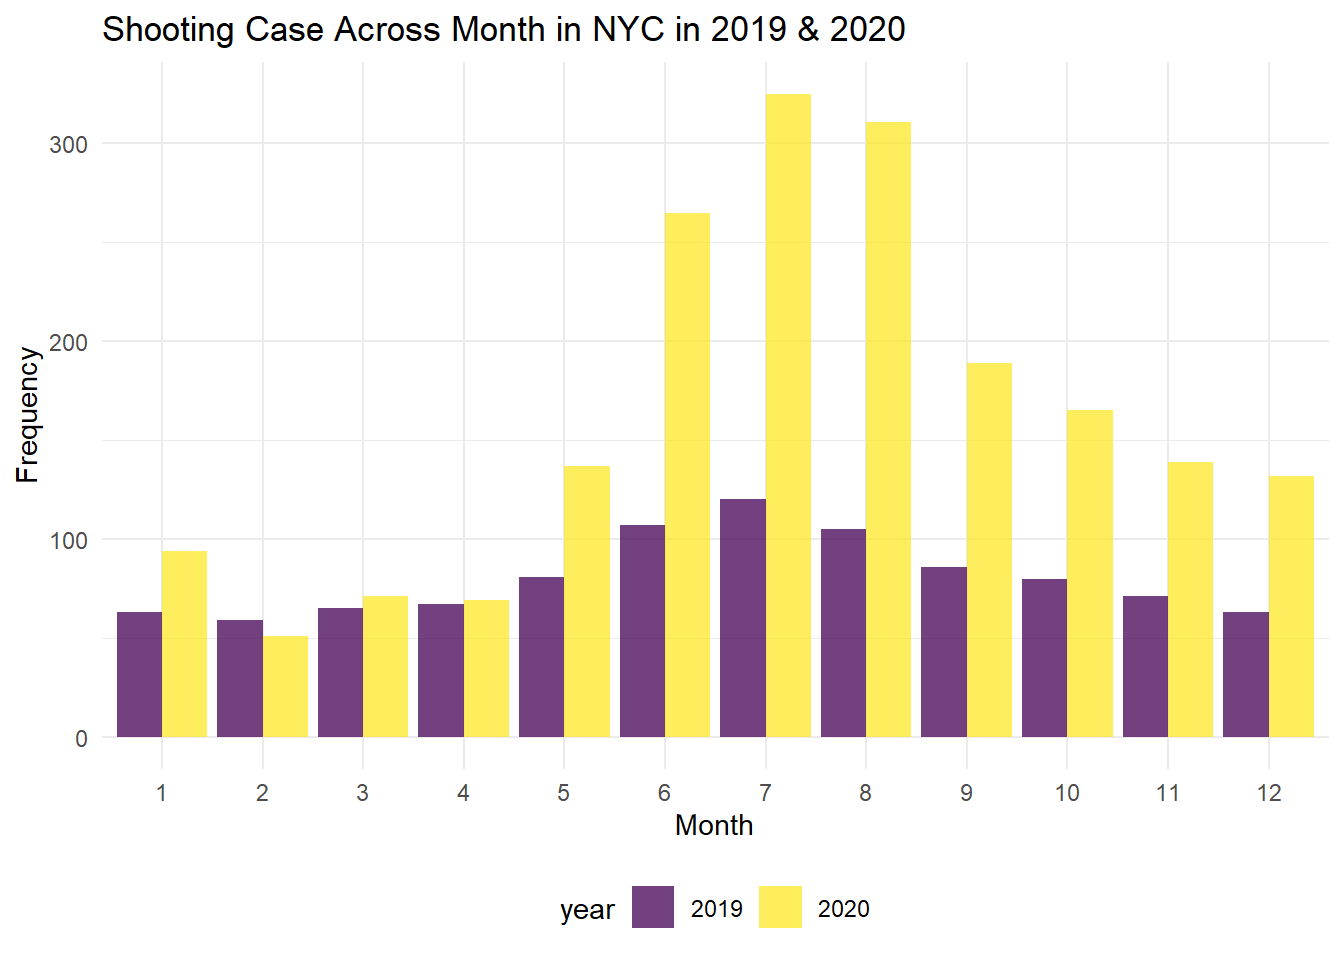 Shooting Case Across Month in NYC in 2019 & 2020
Frequency
300
200
100
0
1 2 3 4 5 6 7 8 9 10 11 12
Month
year 2019 2020